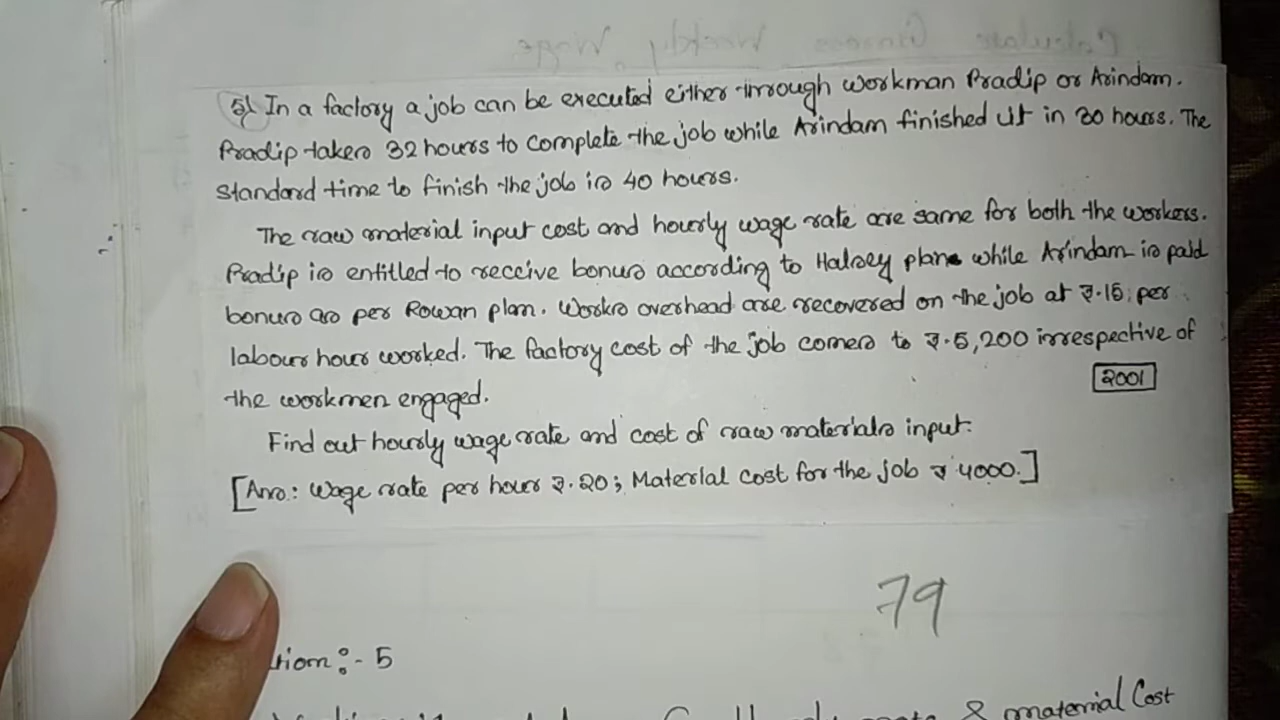 5) In a factory a job can be executed either through workman Pradip or Arindam.
Pradip takes 32 hours to complete the job while Arindam finished it in 30 hours. The
standard time to finish the job is 40 hours.
The raw material input cost and hourly wage rate are same for both the workers.
Pradip is entitled to receive bonus according to Halsey plan while Arindam is paid
bonus as per Rowan plan. Works overhead are recovered on the job at ₹.15 per
labour hour worked. The factory cost of the job comes to ₹.5,200 irrespective of
the workmen engaged.
2001
Find out hourly wage rate and cost of raw materials input.
[Ans.: Wage rate per hour ₹.20; Material cost for the job ₹ 4000.]
79
tion:- 5
& material Cost